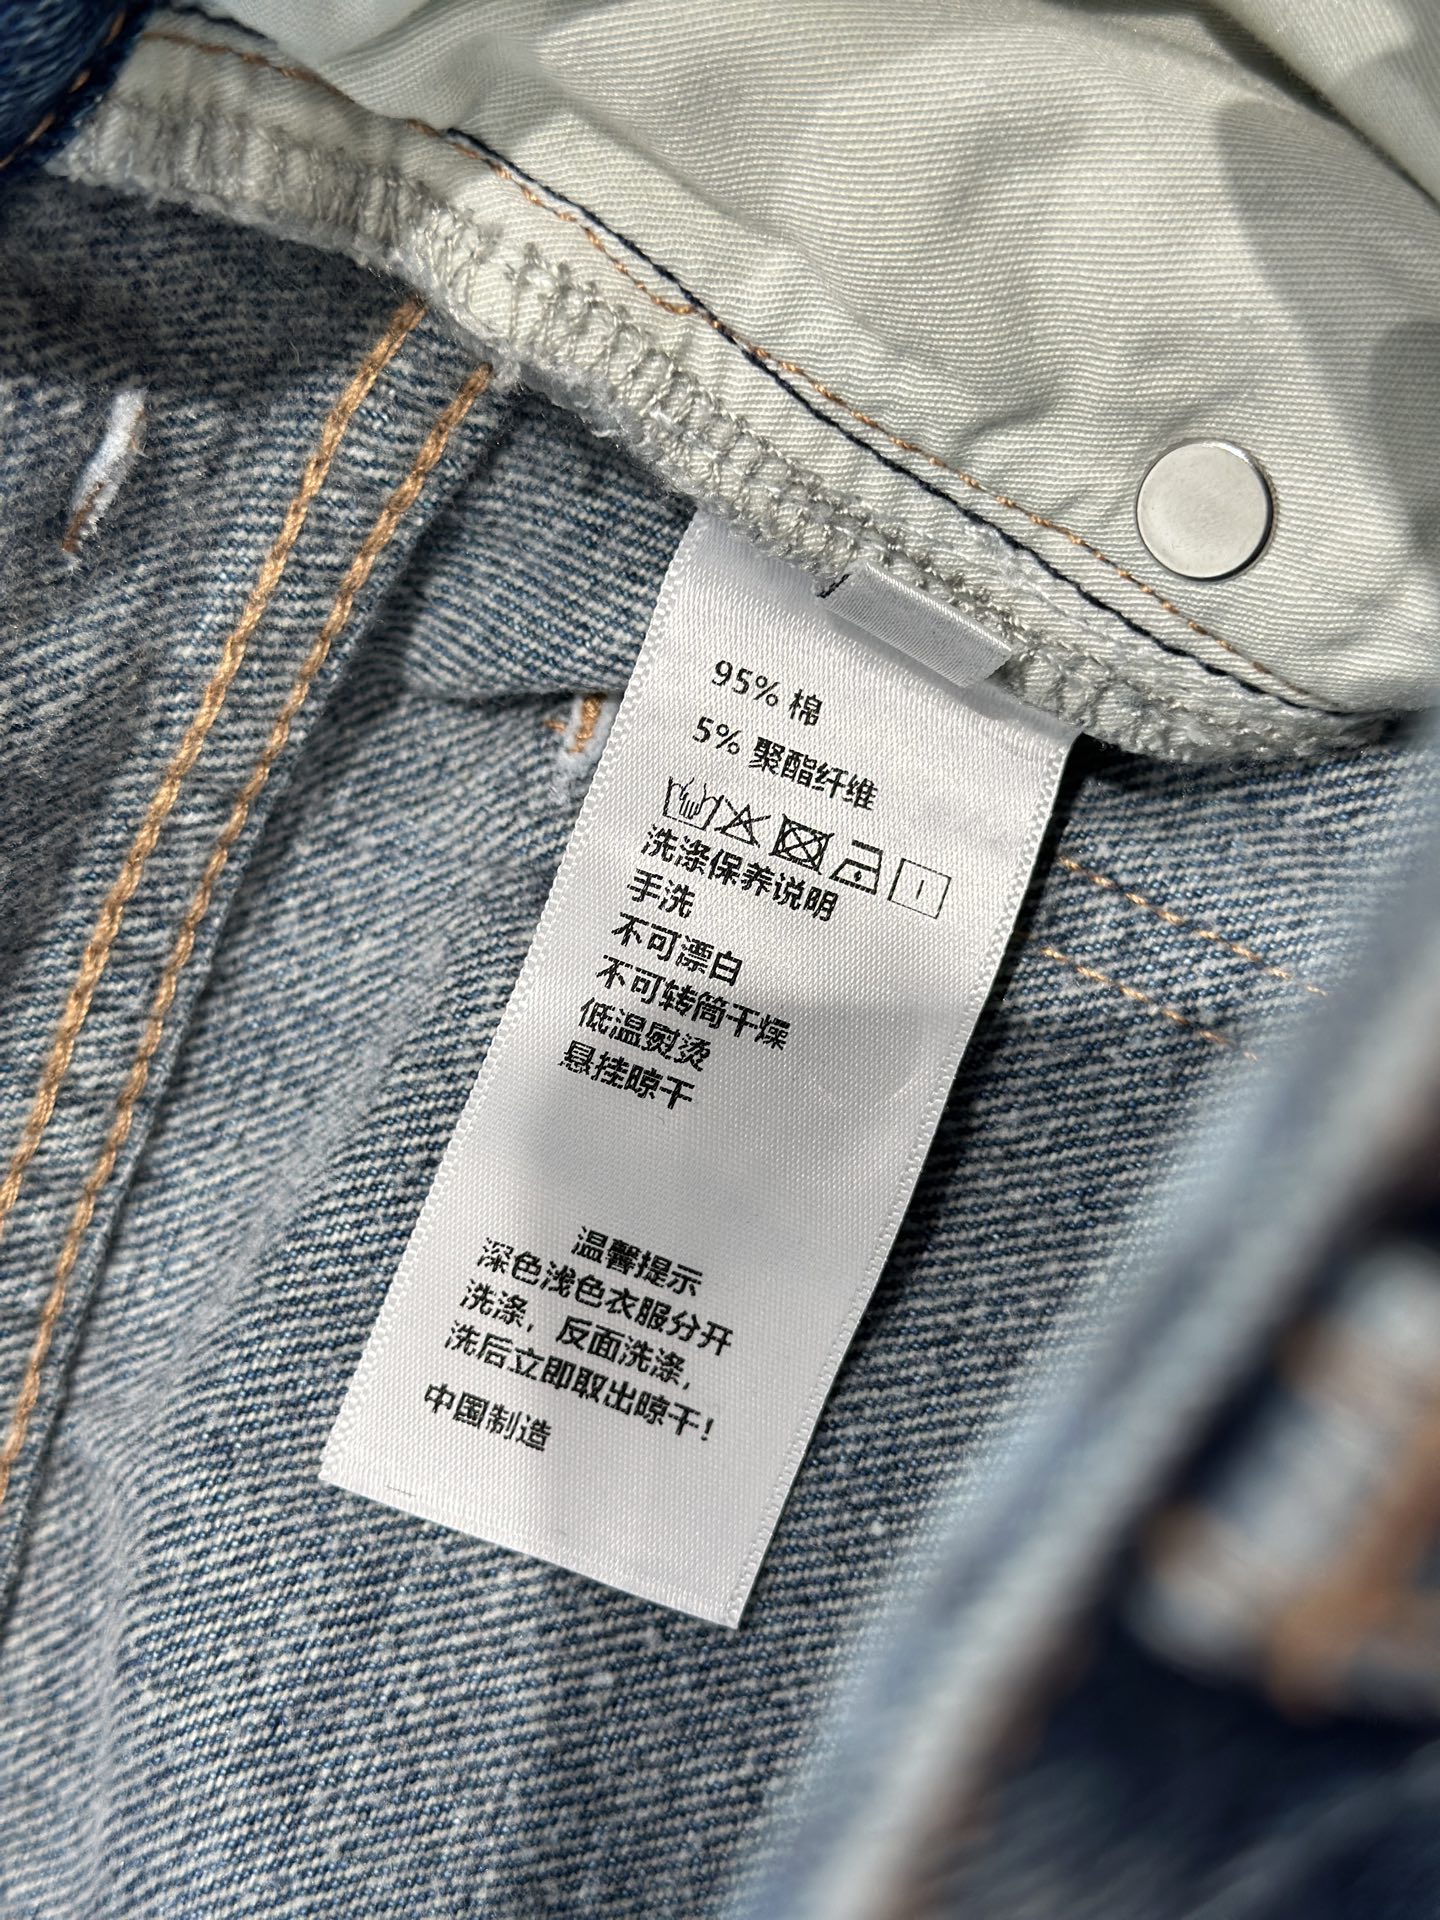 95% 棉
5% 聚酯纤维
洗涤保养说明
手洗
不可漂白
不可转筒干燥
低温熨烫
悬挂晾干
温馨提示
深色浅色衣服分开
洗涤，反面洗涤，
洗后立即取出晾干！
中国制造